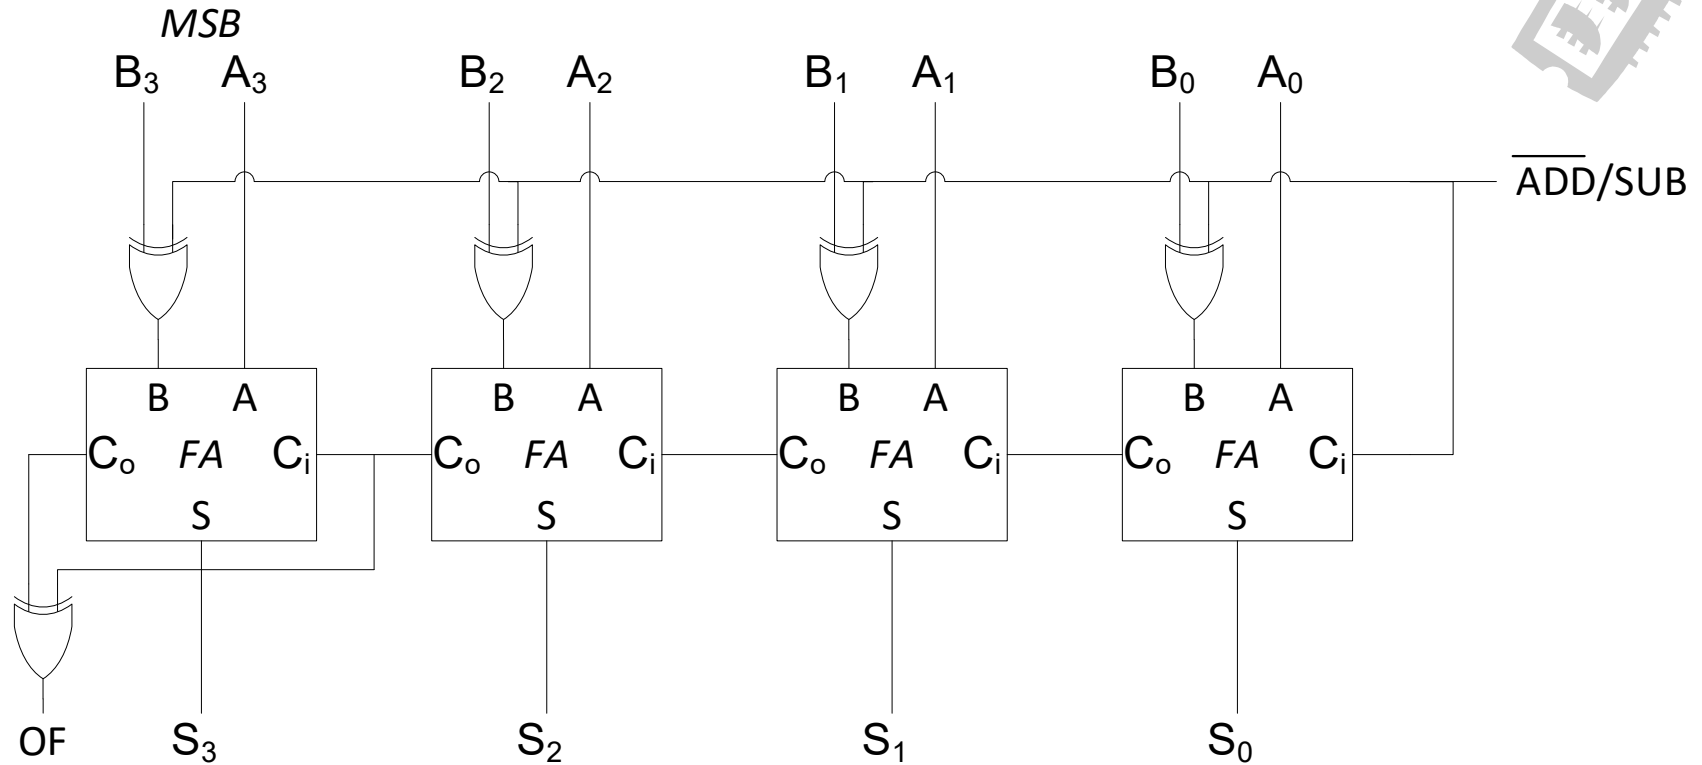 MSB
B₃ A₃ B₂ A₂ B₁ A₁ B₀ A₀
A̅D̅D̅/SUB
B A B A B A B A
Cₒ FA Cᵢ Cₒ FA Cᵢ Cₒ FA Cᵢ Cₒ FA Cᵢ
S S S S
OF S₃ S₂ S₁ S₀